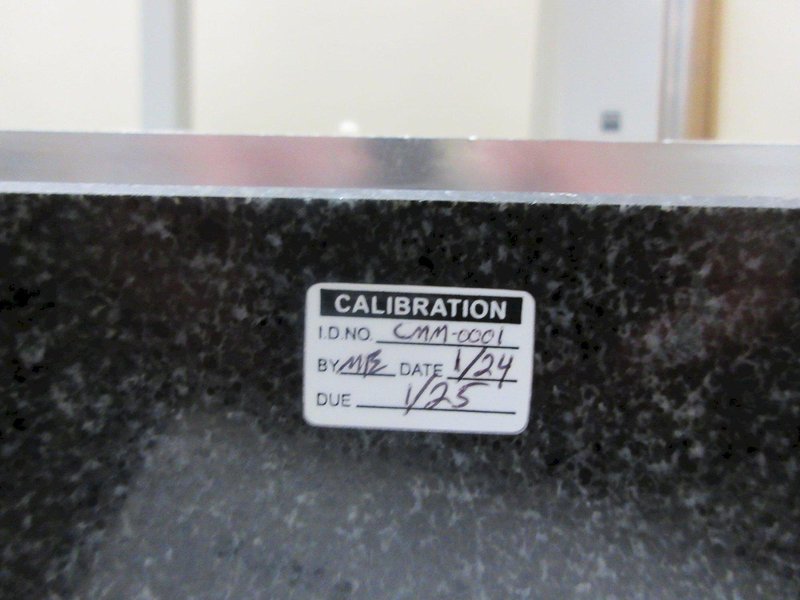 CALIBRATION
I.D.NO. CMM-0001
BY DATE 1/24
DUE 1/25